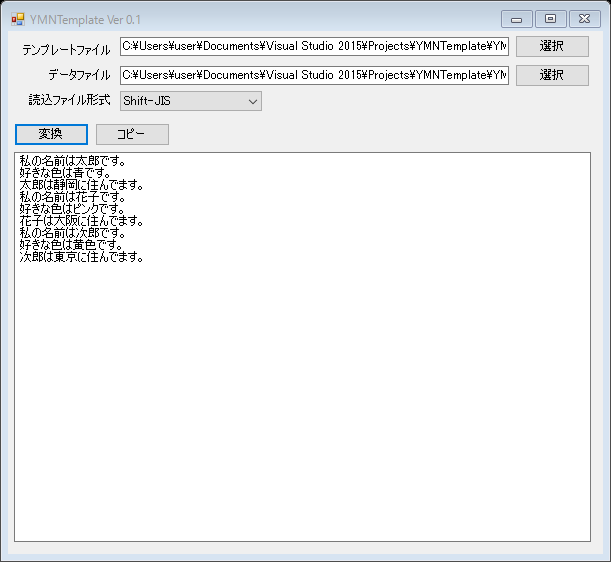 YMNTemplate Ver 0.1
テンプレートファイル C:¥Users¥user¥Documents¥Visual Studio 2015¥Projects¥YMNTemplate¥YM 選択
データファイル C:¥Users¥user¥Documents¥Visual Studio 2015¥Projects¥YMNTemplate¥YM 選択
読込ファイル形式 Shift-JIS
変換 コピー
私の名前は太郎です。
好きな色は青です。
太郎は静岡に住んでます。
私の名前は花子です。
好きな色はピンクです。
花子は大阪に住んでます。
私の名前は次郎です。
好きな色は黄色です。
次郎は東京に住んでます。